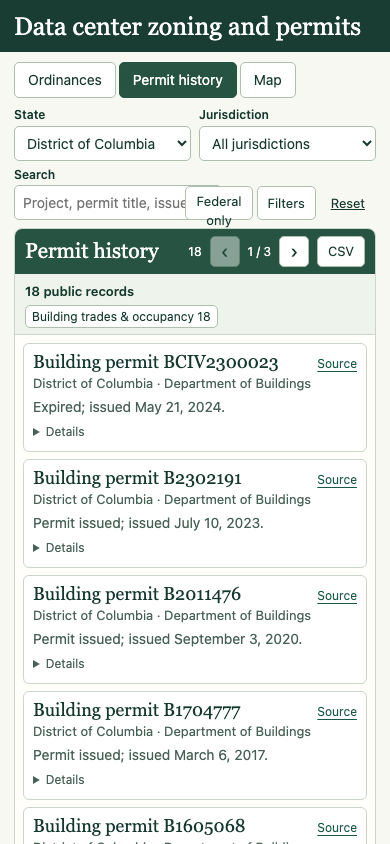 Data center zoning and permits
Ordinances
Permit history
Map
State
Jurisdiction
District of Columbia
All jurisdictions
Search
Project, permit title, issue
Federal only
Filters
Reset
Permit history
18
‹
1 / 3
›
CSV
18 public records
Building trades & occupancy 18
Building permit BCIV2300023
Source
District of Columbia · Department of Buildings
Expired; issued May 21, 2024.
Details
Building permit B2302191
Source
District of Columbia · Department of Buildings
Permit issued; issued July 10, 2023.
Details
Building permit B2011476
Source
District of Columbia · Department of Buildings
Permit issued; issued September 3, 2020.
Details
Building permit B1704777
Source
District of Columbia · Department of Buildings
Permit issued; issued March 6, 2017.
Details
Building permit B1605068
Source